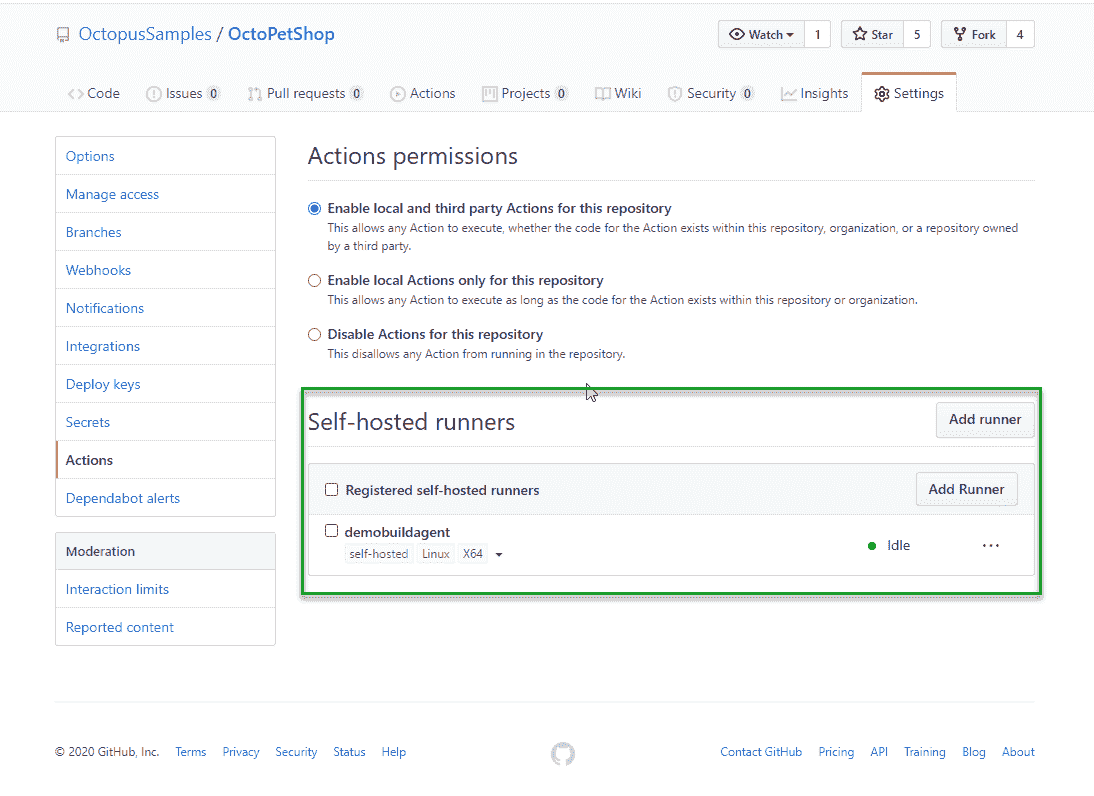 OctopusSamples / OctoPetShop
Watch 1 Star 5 Fork 4
Code Issues 0 Pull requests 0 Actions Projects 0 Wiki Security 0 Insights Settings
Options
Manage access
Branches
Webhooks
Notifications
Integrations
Deploy keys
Secrets
Actions
Dependabot alerts
Moderation
Interaction limits
Reported content
Actions permissions
Enable local and third party Actions for this repository
This allows any Action to execute, whether the code for the Action exists within this repository, organization, or a repository owned
by a third party.
Enable local Actions only for this repository
This allows any Action to execute as long as the code for the Action exists within this repository or organization.
Disable Actions for this repository
This disallows any Action from running in the repository.
Self-hosted runners Add runner
Registered self-hosted runners Add Runner
demobuildagent
self-hosted Linux X64
Idle
© 2020 GitHub, Inc. Terms Privacy Security Status Help Contact GitHub Pricing API Training Blog About